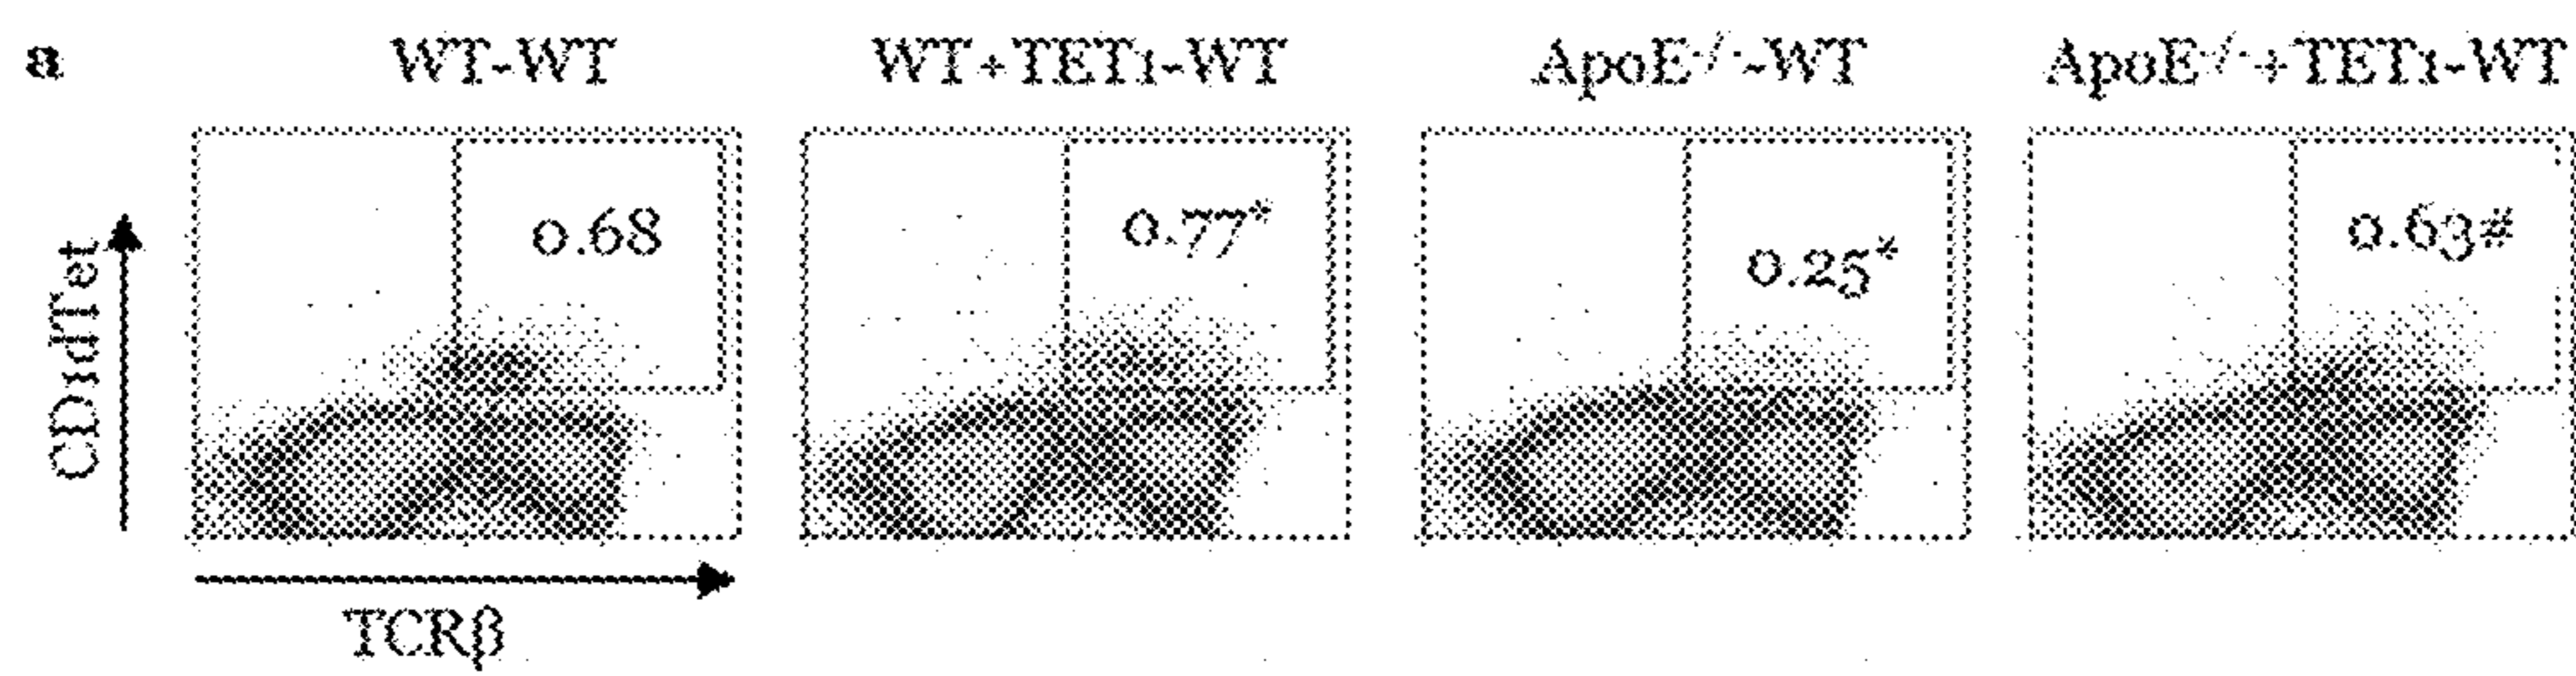 a
WT-WT
WT+TET1-WT
ApoE⁻/⁻-WT
ApoE⁻/⁻+TET1-WT
0.68
0.77*
0.25*
0.63#
CD1dTet
TCRβ